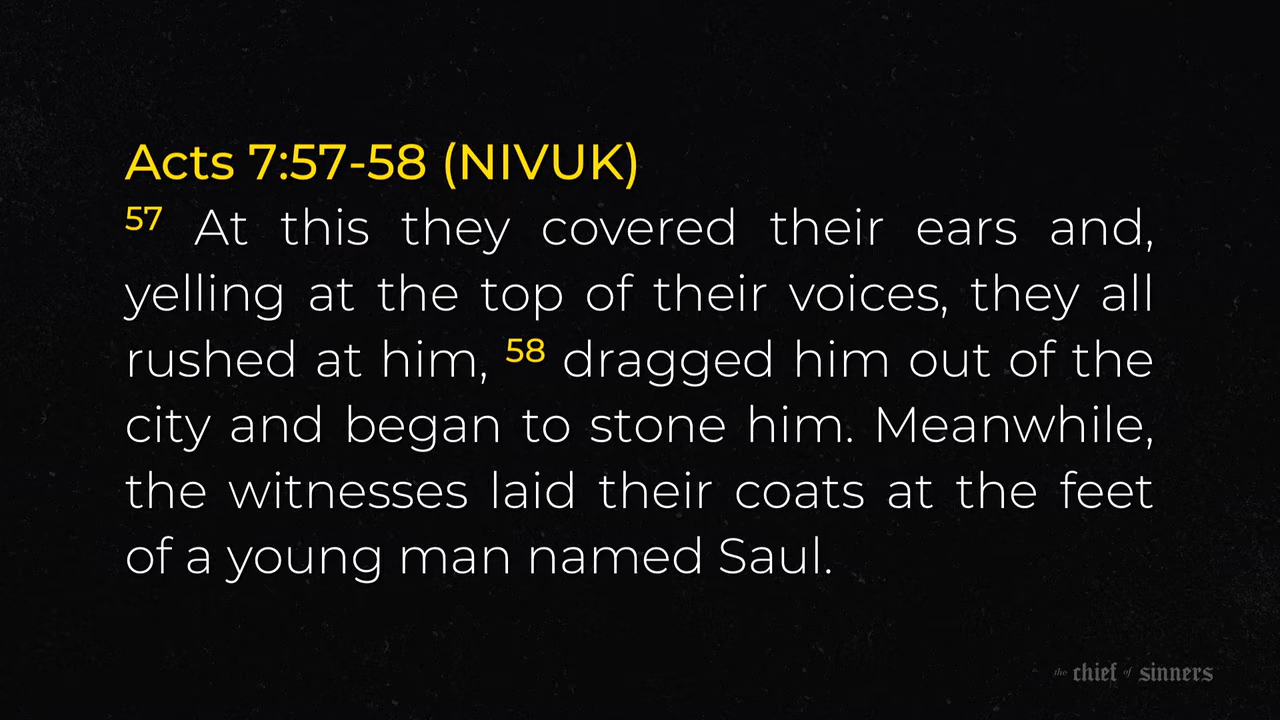 Acts 7:57-58 (NIVUK)
57 At this they covered their ears and,
yelling at the top of their voices, they all
rushed at him, 58 dragged him out of the
city and began to stone him. Meanwhile,
the witnesses laid their coats at the feet
of a young man named Saul.
the chief of sinners